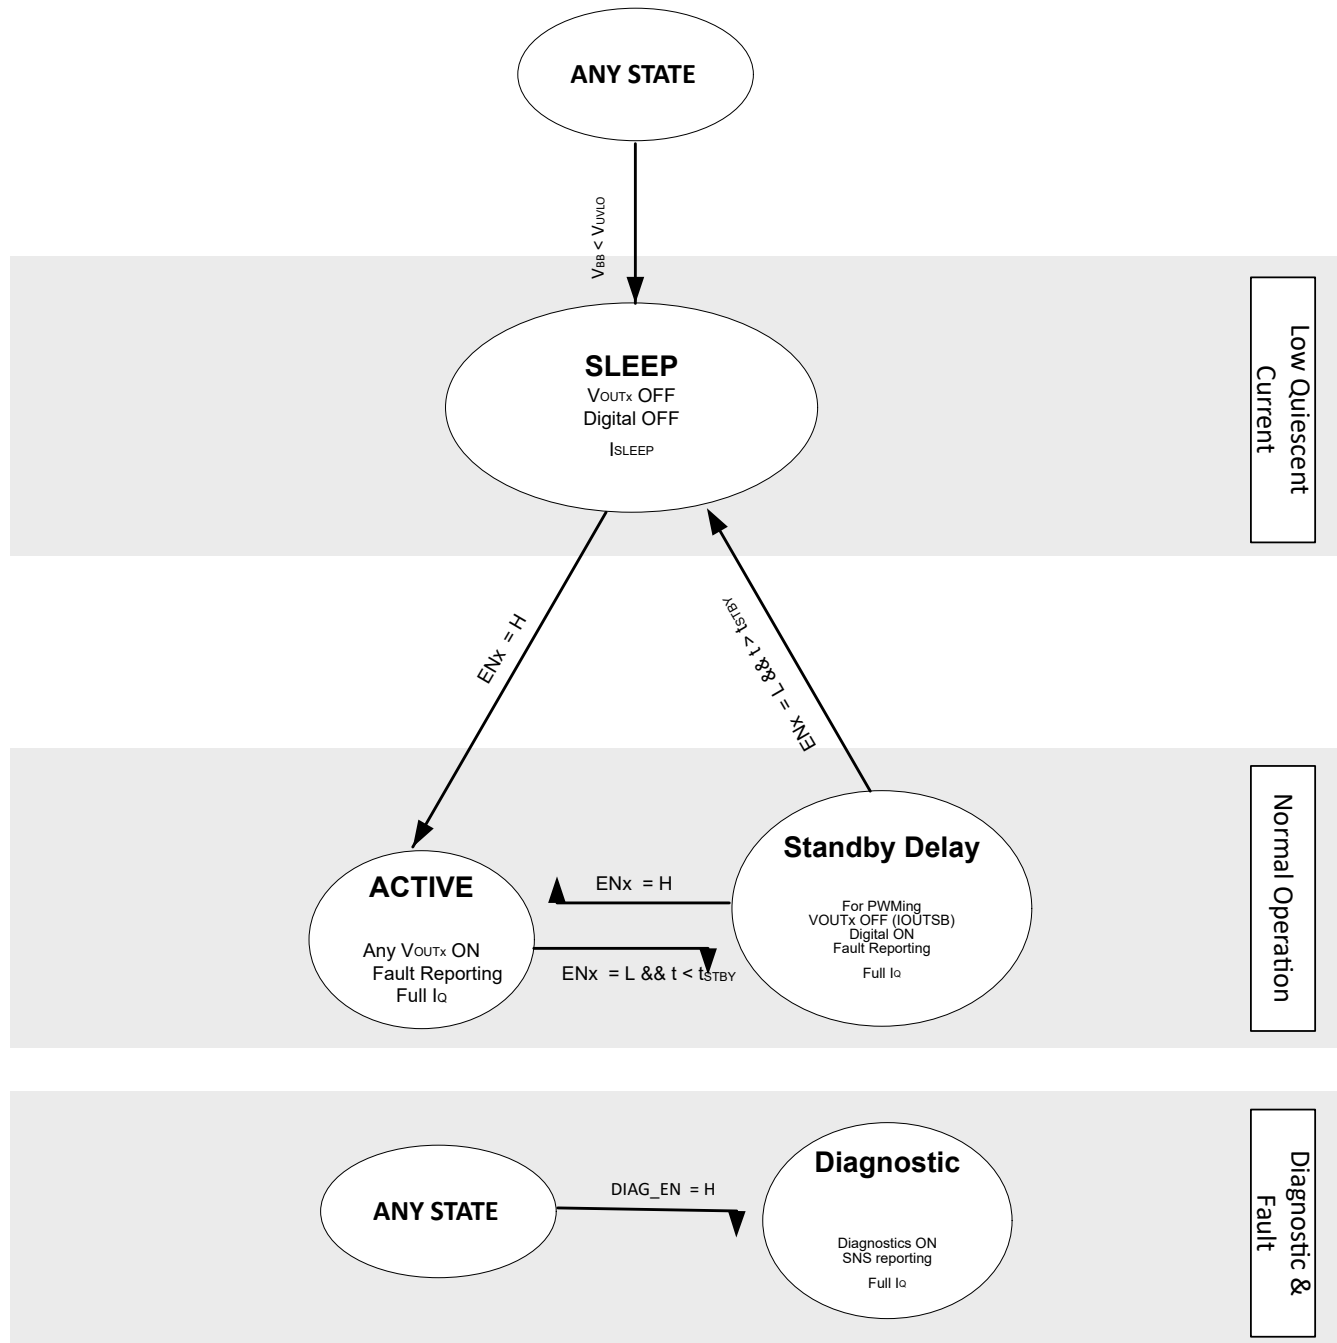 ANY STATE
VBB < VUVLO
SLEEP
VOUTx OFF
Digital OFF
ISLEEP
Low Quiescent
Current
ENx = H
ENx = L && t > tSTBY
ACTIVE
Any VOUTx ON
Fault Reporting
Full IQ
ENx = H
ENx = L && t < tSTBY
Standby Delay
For PWMing
VOUTx OFF (IOUTSB)
Digital ON
Fault Reporting
Full IQ
Normal Operation
ANY STATE
DIAG_EN = H
Diagnostic
Diagnostics ON
SNS reporting
Full IQ
Diagnostic &
Fault